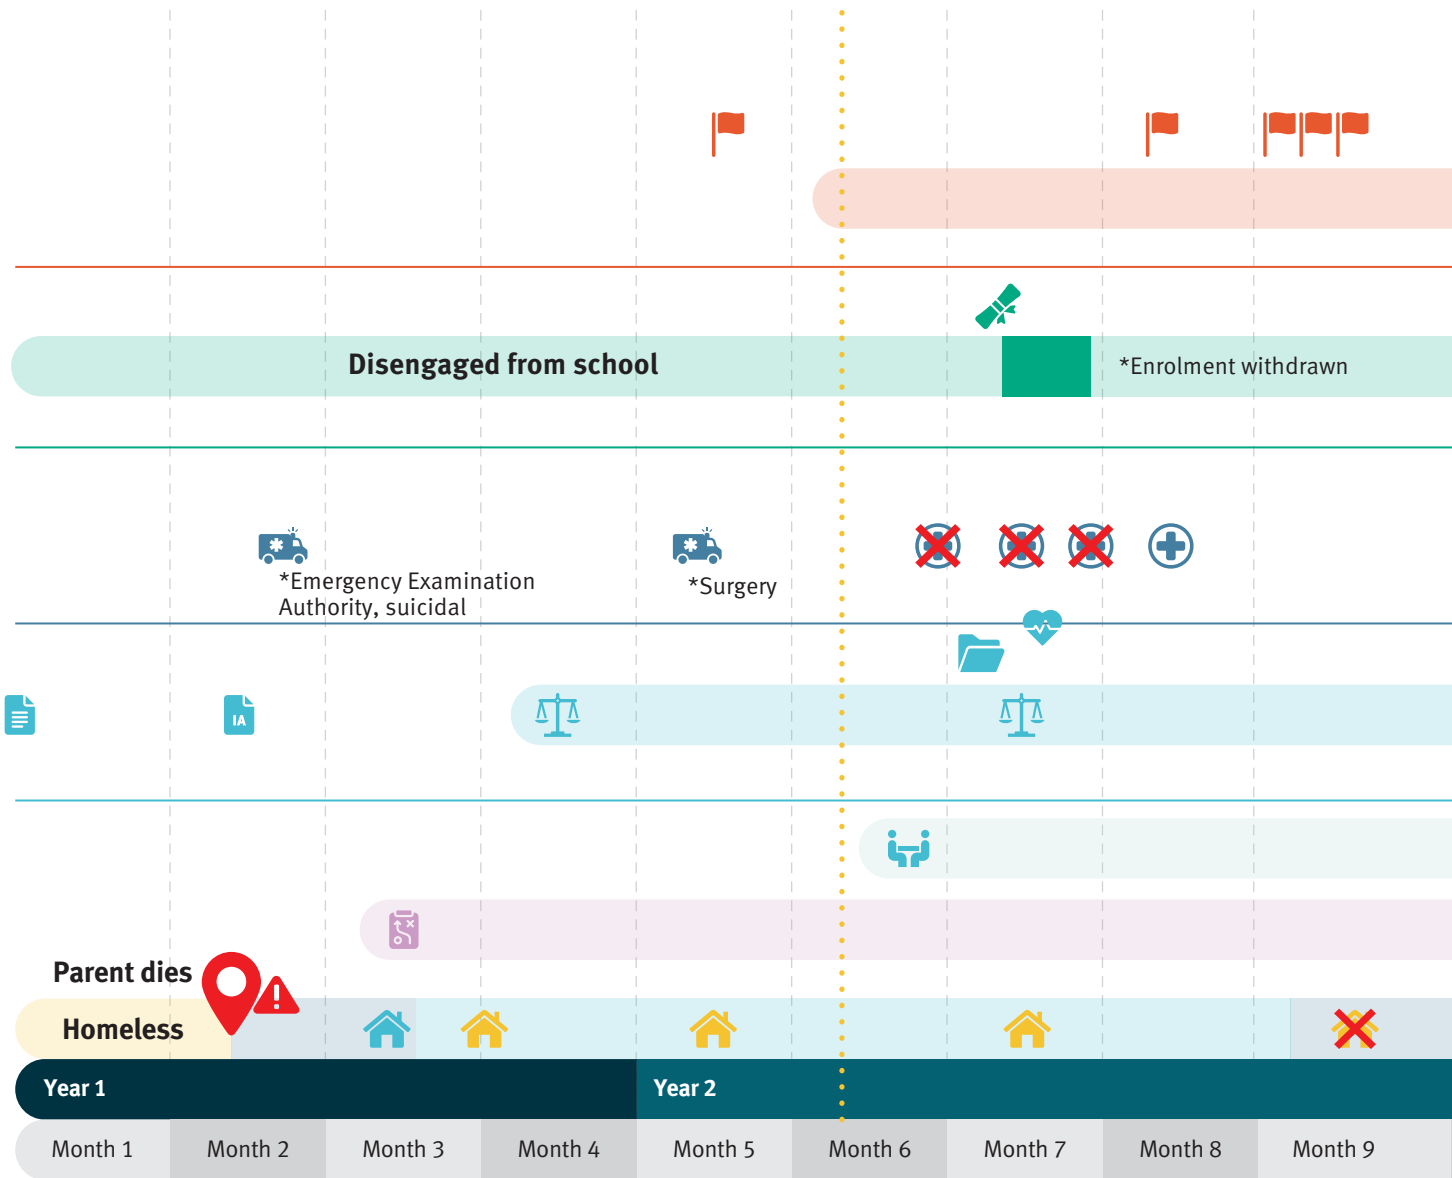 Disengaged from school
*Enrolment withdrawn
*Emergency Examination
Authority, suicidal
*Surgery
IA
Parent dies
Homeless
Year 1
Year 2
Month 1
Month 2
Month 3
Month 4
Month 5
Month 6
Month 7
Month 8
Month 9